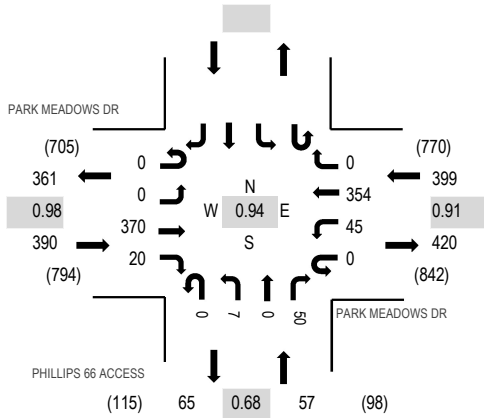 PARK MEADOWS DR
(705)
(770)
361
0
0
399
0
N
354
0.98
W
0.94
E
0.91
370
S
45
390
20
0
420
(794)
(842)
0
7
0
50
PARK MEADOWS DR
PHILLIPS 66 ACCESS
(115) 65 0.68 57 (98)